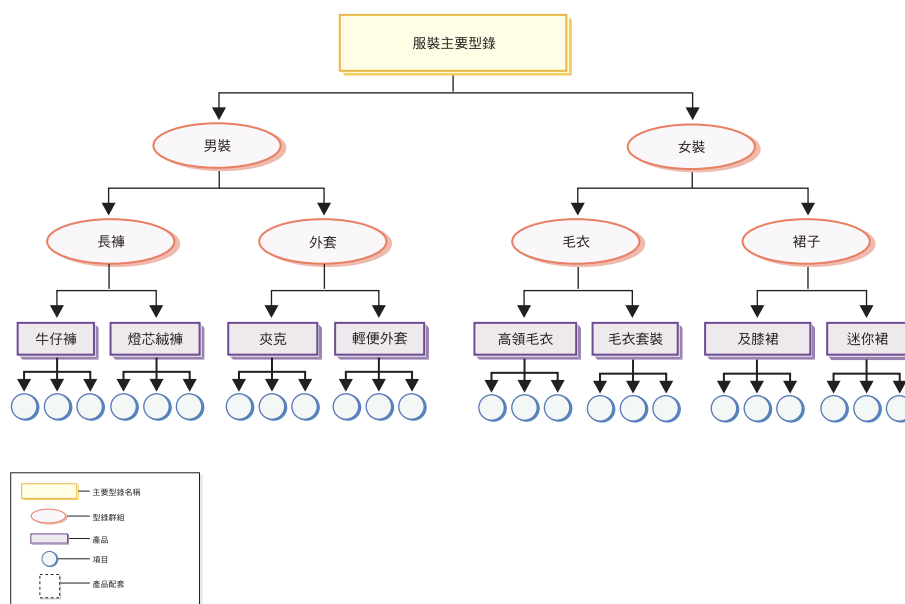 服裝主要型錄
男裝
女裝
長褲
外套
毛衣
裙子
牛仔褲
燈芯絨褲
夾克
輕便外套
高領毛衣
毛衣套裝
及膝裙
迷你裙
主要型錄名稱
型錄群組
產品
項目
產品配套